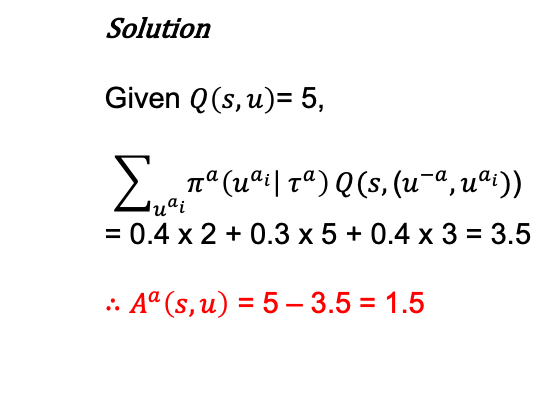 Solution
Given Q(s, u)= 5,
∑_{u^{a_i}} π^a(u^{a_i}| τ^a) Q(s, (u^{-a}, u^{a_i}))
= 0.4 x 2 + 0.3 x 5 + 0.4 x 3 = 3.5
∴ A^a(s, u) = 5 – 3.5 = 1.5